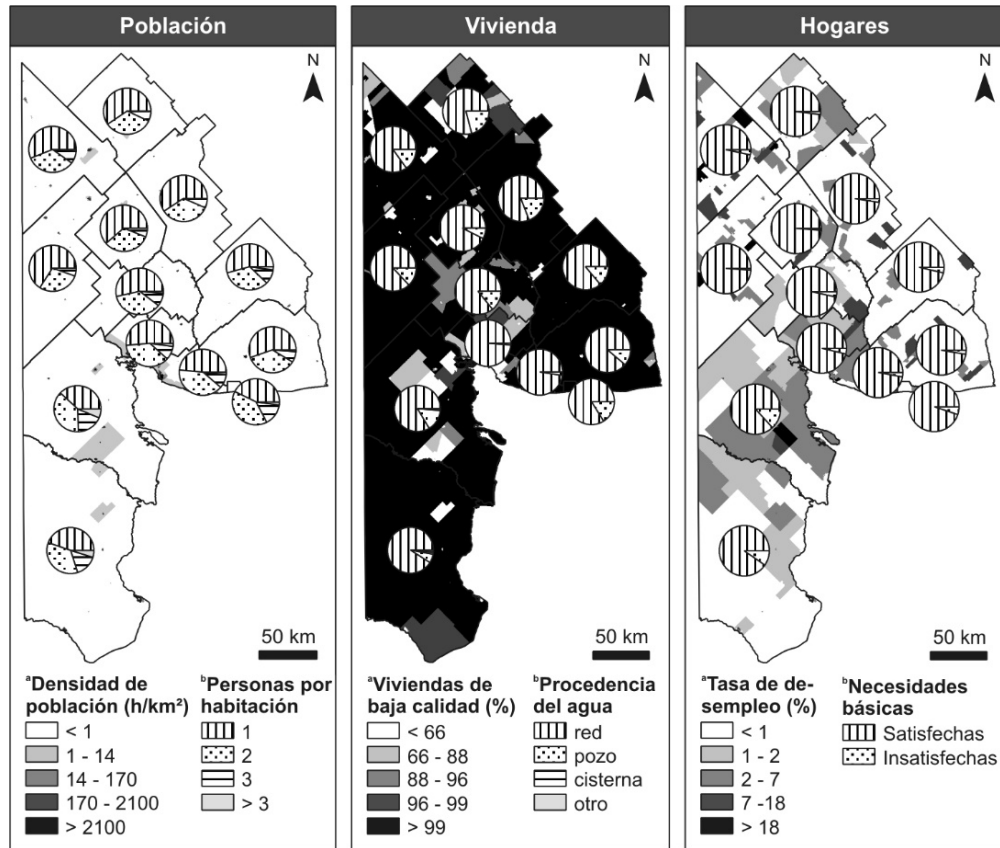 Población
N
50 km
ᵃDensidad de
población (h/km²)
< 1
1 - 14
14 - 170
170 - 2100
> 2100
ᵇPersonas por
habitación
1
2
3
> 3
Vivienda
N
50 km
ᵃViviendas de
baja calidad (%)
< 66
66 - 88
88 - 96
96 - 99
> 99
ᵇProcedencia
del agua
red
pozo
cisterna
otro
Hogares
N
50 km
ᵃTasa de de-
sempleo (%)
< 1
1 - 2
2 - 7
7 -18
> 18
ᵇNecesidades
básicas
Satisfechas
Insatisfechas